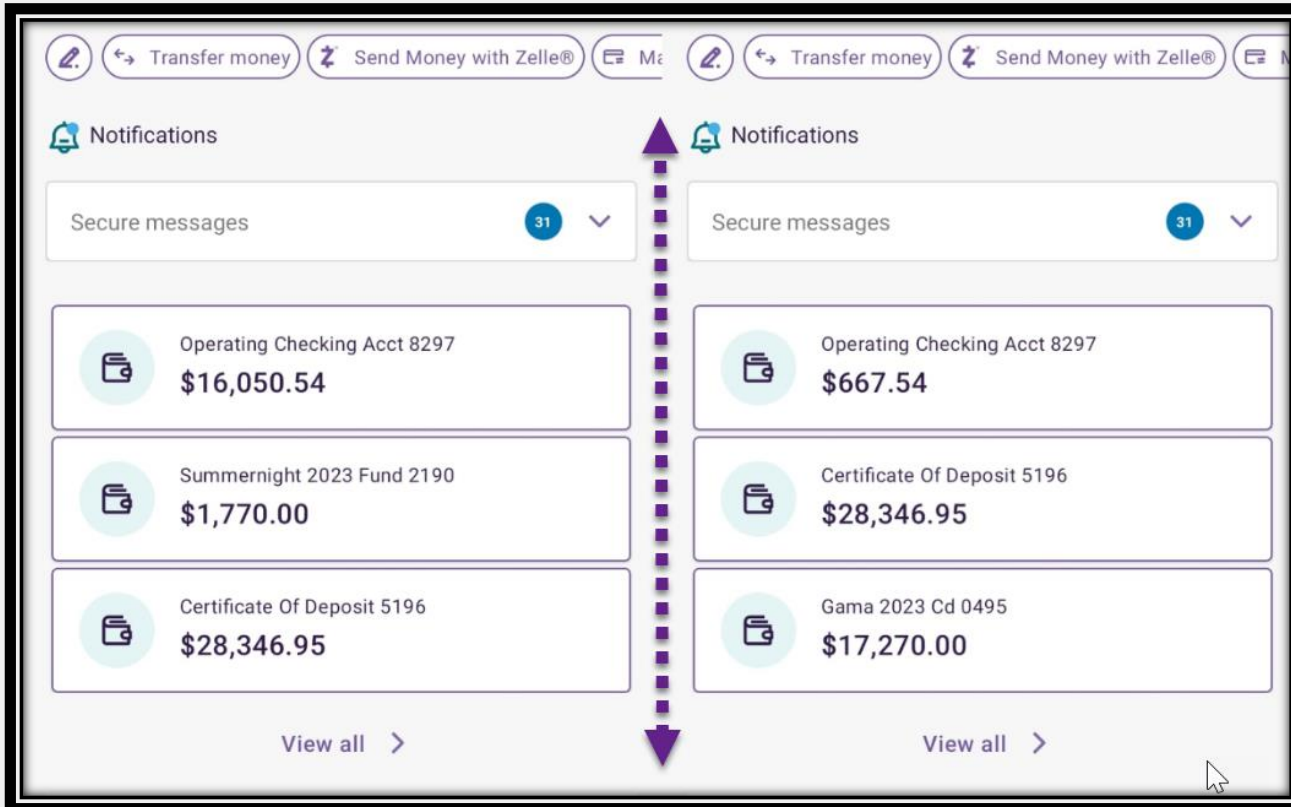 Transfer money
Send Money with Zelle®
Ma
Notifications
Secure messages
31
Operating Checking Acct 8297
$16,050.54
Summernight 2023 Fund 2190
$1,770.00
Certificate Of Deposit 5196
$28,346.95
View all
Transfer money
Send Money with Zelle®
M
Notifications
Secure messages
31
Operating Checking Acct 8297
$667.54
Certificate Of Deposit 5196
$28,346.95
Gama 2023 Cd 0495
$17,270.00
View all